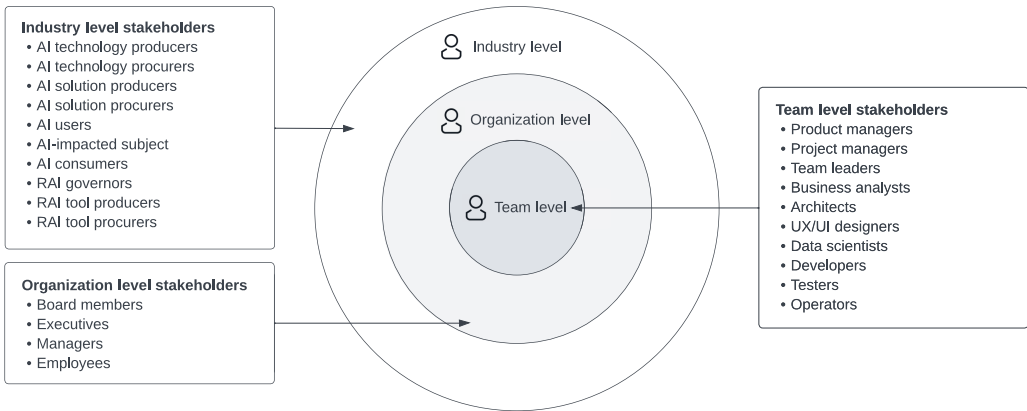 Industry level stakeholders
• AI technology producers
• AI technology procurers
• AI solution producers
• AI solution procurers
• AI users
• AI-impacted subject
• AI consumers
• RAI governors
• RAI tool producers
• RAI tool procurers
Organization level stakeholders
• Board members
• Executives
• Managers
• Employees
Industry level
Organization level
Team level
Team level stakeholders
• Product managers
• Project managers
• Team leaders
• Business analysts
• Architects
• UX/UI designers
• Data scientists
• Developers
• Testers
• Operators